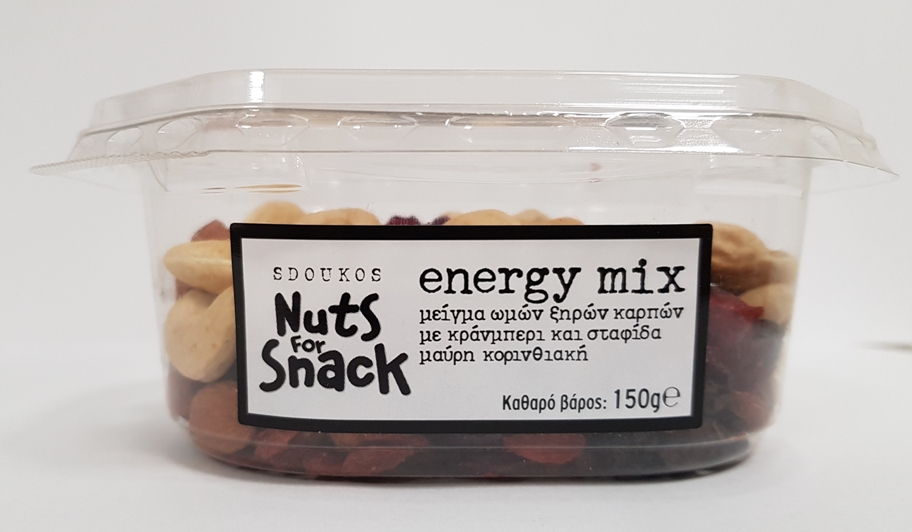 SDOUKOS
Nuts
For
Snack
energy mix
μείγμα ωμών ξηρών καρπών
με κράνμπερι και σταφίδα
μαύρη κορινθιακή
Καθαρό βάρος: 150g℮